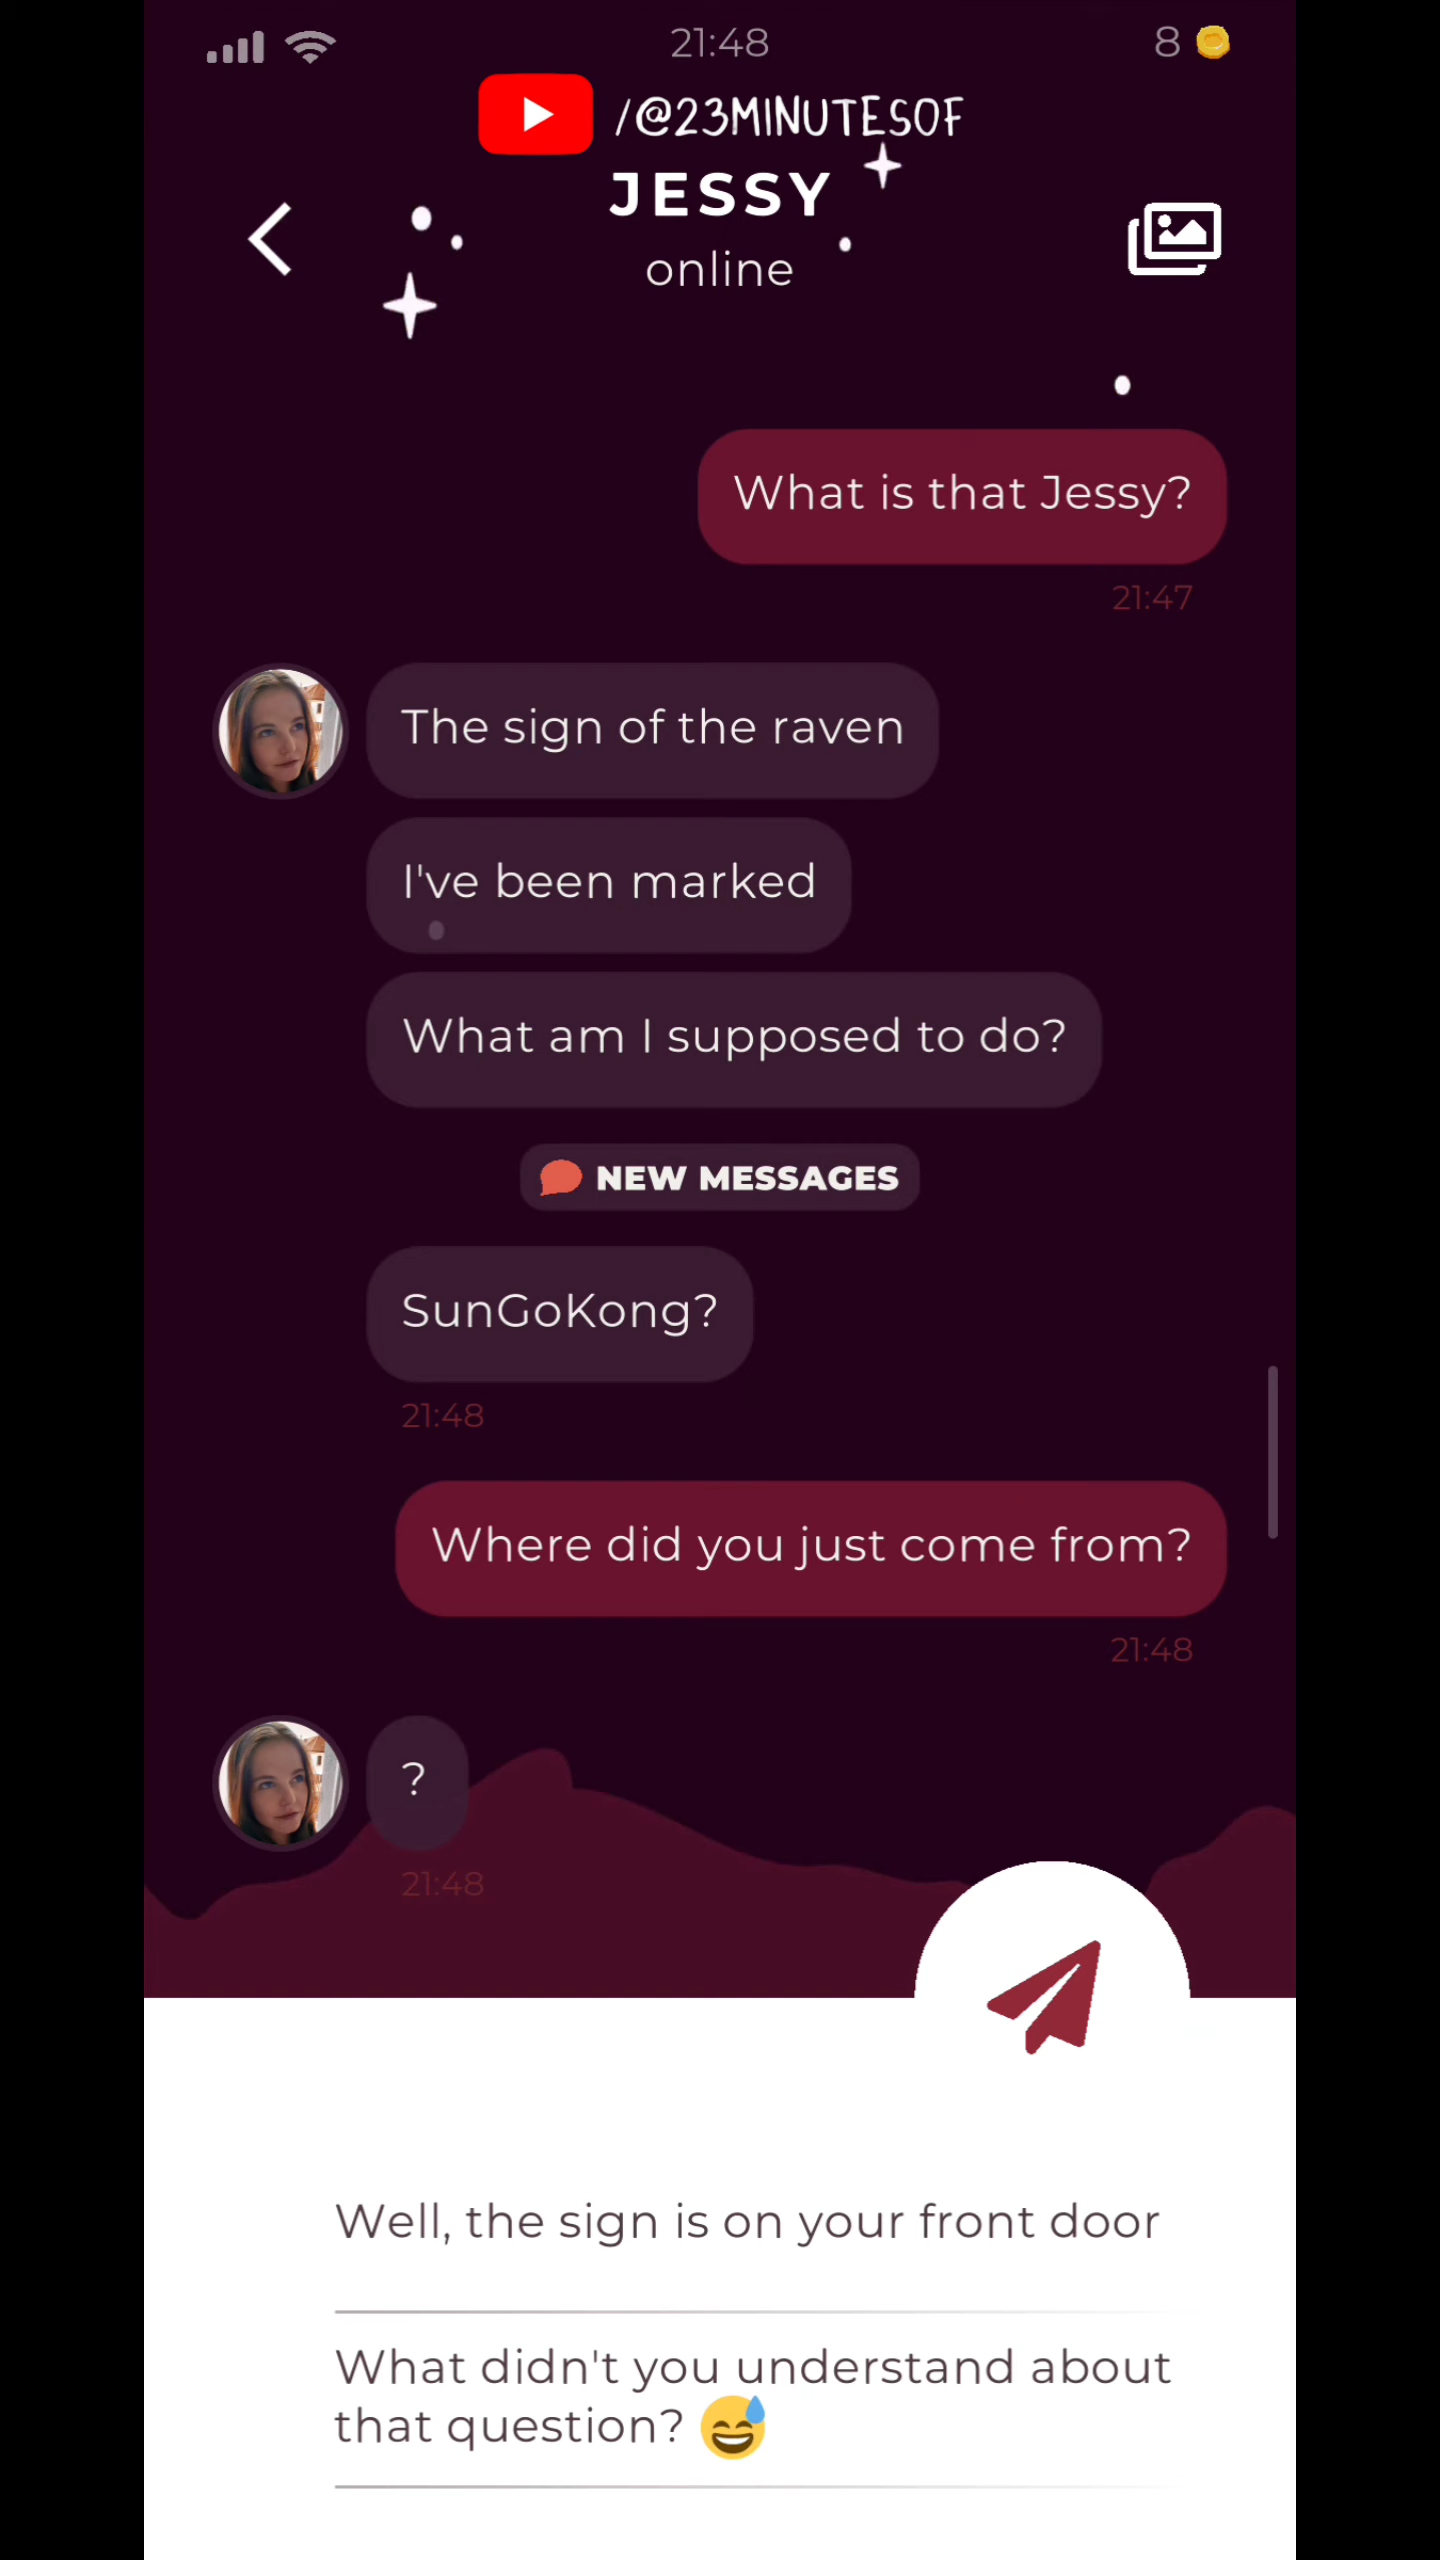 21:48
8
/@23MINUTESOF
JESSY
online
What is that Jessy?
21:47
The sign of the raven
I've been marked
What am I supposed to do?
NEW MESSAGES
SunGoKong?
21:48
Where did you just come from?
21:48
?
21:48
Well, the sign is on your front door
What didn't you understand about
that question? 😅